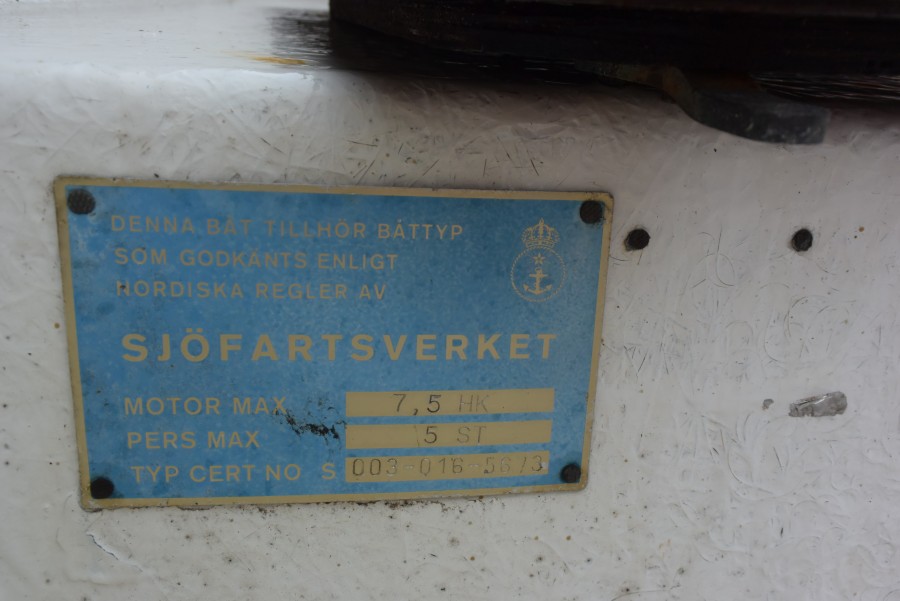 DENNA BÅT TILLHÖR BÅTTYP
SOM GODKÄNTS ENLIGT
NORDISKA REGLER AV
SJÖFARTSVERKET
MOTOR MAX 7,5 HK
PERS MAX 5 ST
TYP CERT NO S 003-016-5673